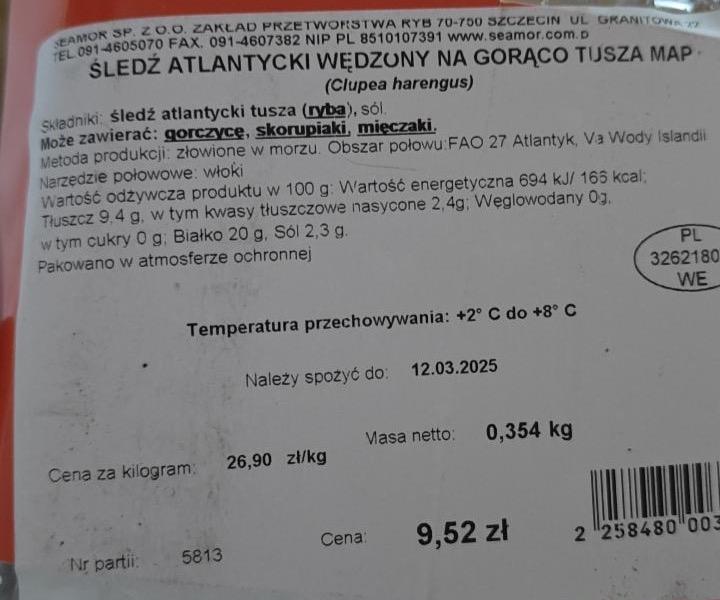 SEAMOR SP. Z O.O. ZAKŁAD PRZETWORSTWA RYB 70-700 SZCZECIN UL GRANITOWA 22
TEL 091-4605070 FAX. 091-4607382 NIP PL 8510107391 www.seamor.com.p
ŚLEDŹ ATLANTYCKI WĘDZONY NA GORĄCO TUSZA MAP
(Clupea harengus)
Składniki: śledź atlantycki tusza (ryba), sól.
Może zawierać: gorczycę, skorupiaki, mięczaki.
Metoda produkcji: złowione w morzu. Obszar połowu:FAO 27 Atlantyk, Va Wody Islandii
Narzędzie połowowe: włoki
Wartość odżywcza produktu w 100 g: Wartość energetyczna 694 kJ/ 166 kcal;
Tłuszcz 9,4 g, w tym kwasy tłuszczowe nasycone 2,4g; Węglowodany 0g,
w tym cukry 0 g; Białko 20 g, Sól 2,3 g.
Pakowano w atmosferze ochronnej
PL
3262180
WE
Temperatura przechowywania: +2° C do +8° C
Należy spożyć do: 12.03.2025
Masa netto: 0,354 kg
Cena za kilogram: 26,90 zł/kg
Cena: 9,52 zł
2 258480 003
Nr partii: 5813